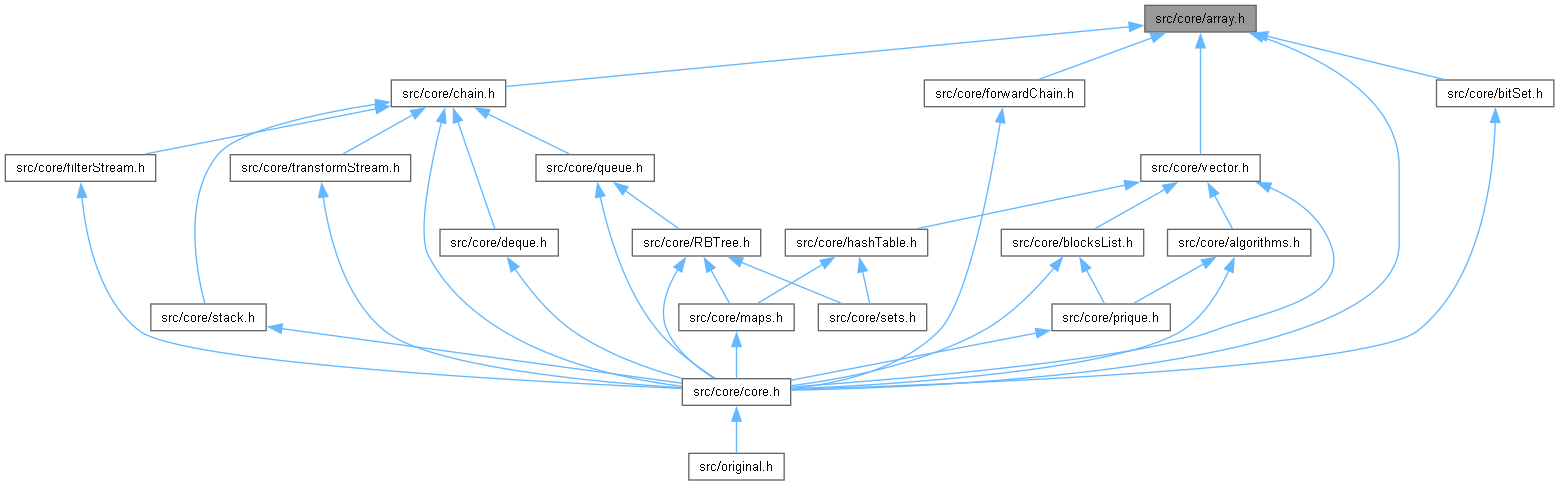 src/core/array.h
src/core/chain.h
src/core/forwardChain.h
src/core/bitSet.h
src/core/filterStream.h
src/core/transformStream.h
src/core/queue.h
src/core/vector.h
src/core/deque.h
src/core/RBTree.h
src/core/hashTable.h
src/core/blocksList.h
src/core/algorithms.h
src/core/stack.h
src/core/maps.h
src/core/sets.h
src/core/prique.h
src/core/core.h
src/original.h